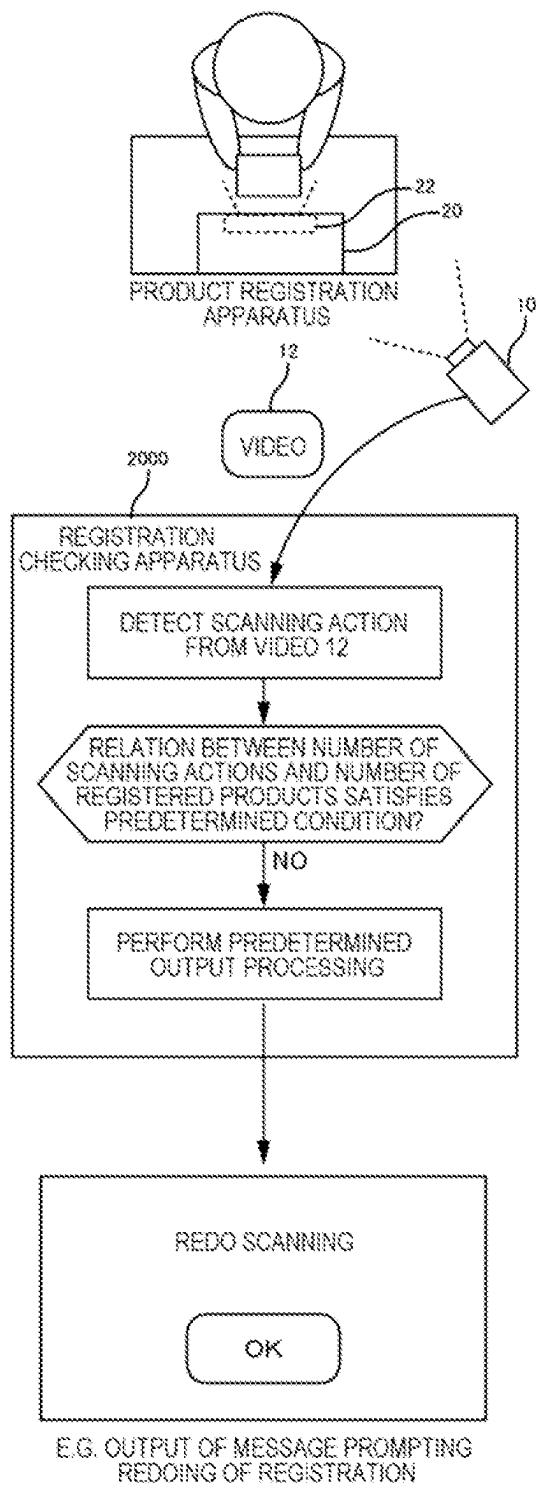 22
20
PRODUCT REGISTRATION
APPARATUS
10
12
VIDEO
2000
REGISTRATION
CHECKING APPARATUS
DETECT SCANNING ACTION
FROM VIDEO 12
RELATION BETWEEN NUMBER OF
SCANNING ACTIONS AND NUMBER OF
REGISTERED PRODUCTS SATISFIES
PREDETERMINED CONDITION?
NO
PERFORM PREDETERMINED
OUTPUT PROCESSING
REDO SCANNING
OK
E.G. OUTPUT OF MESSAGE PROMPTING
REDOING OF REGISTRATION